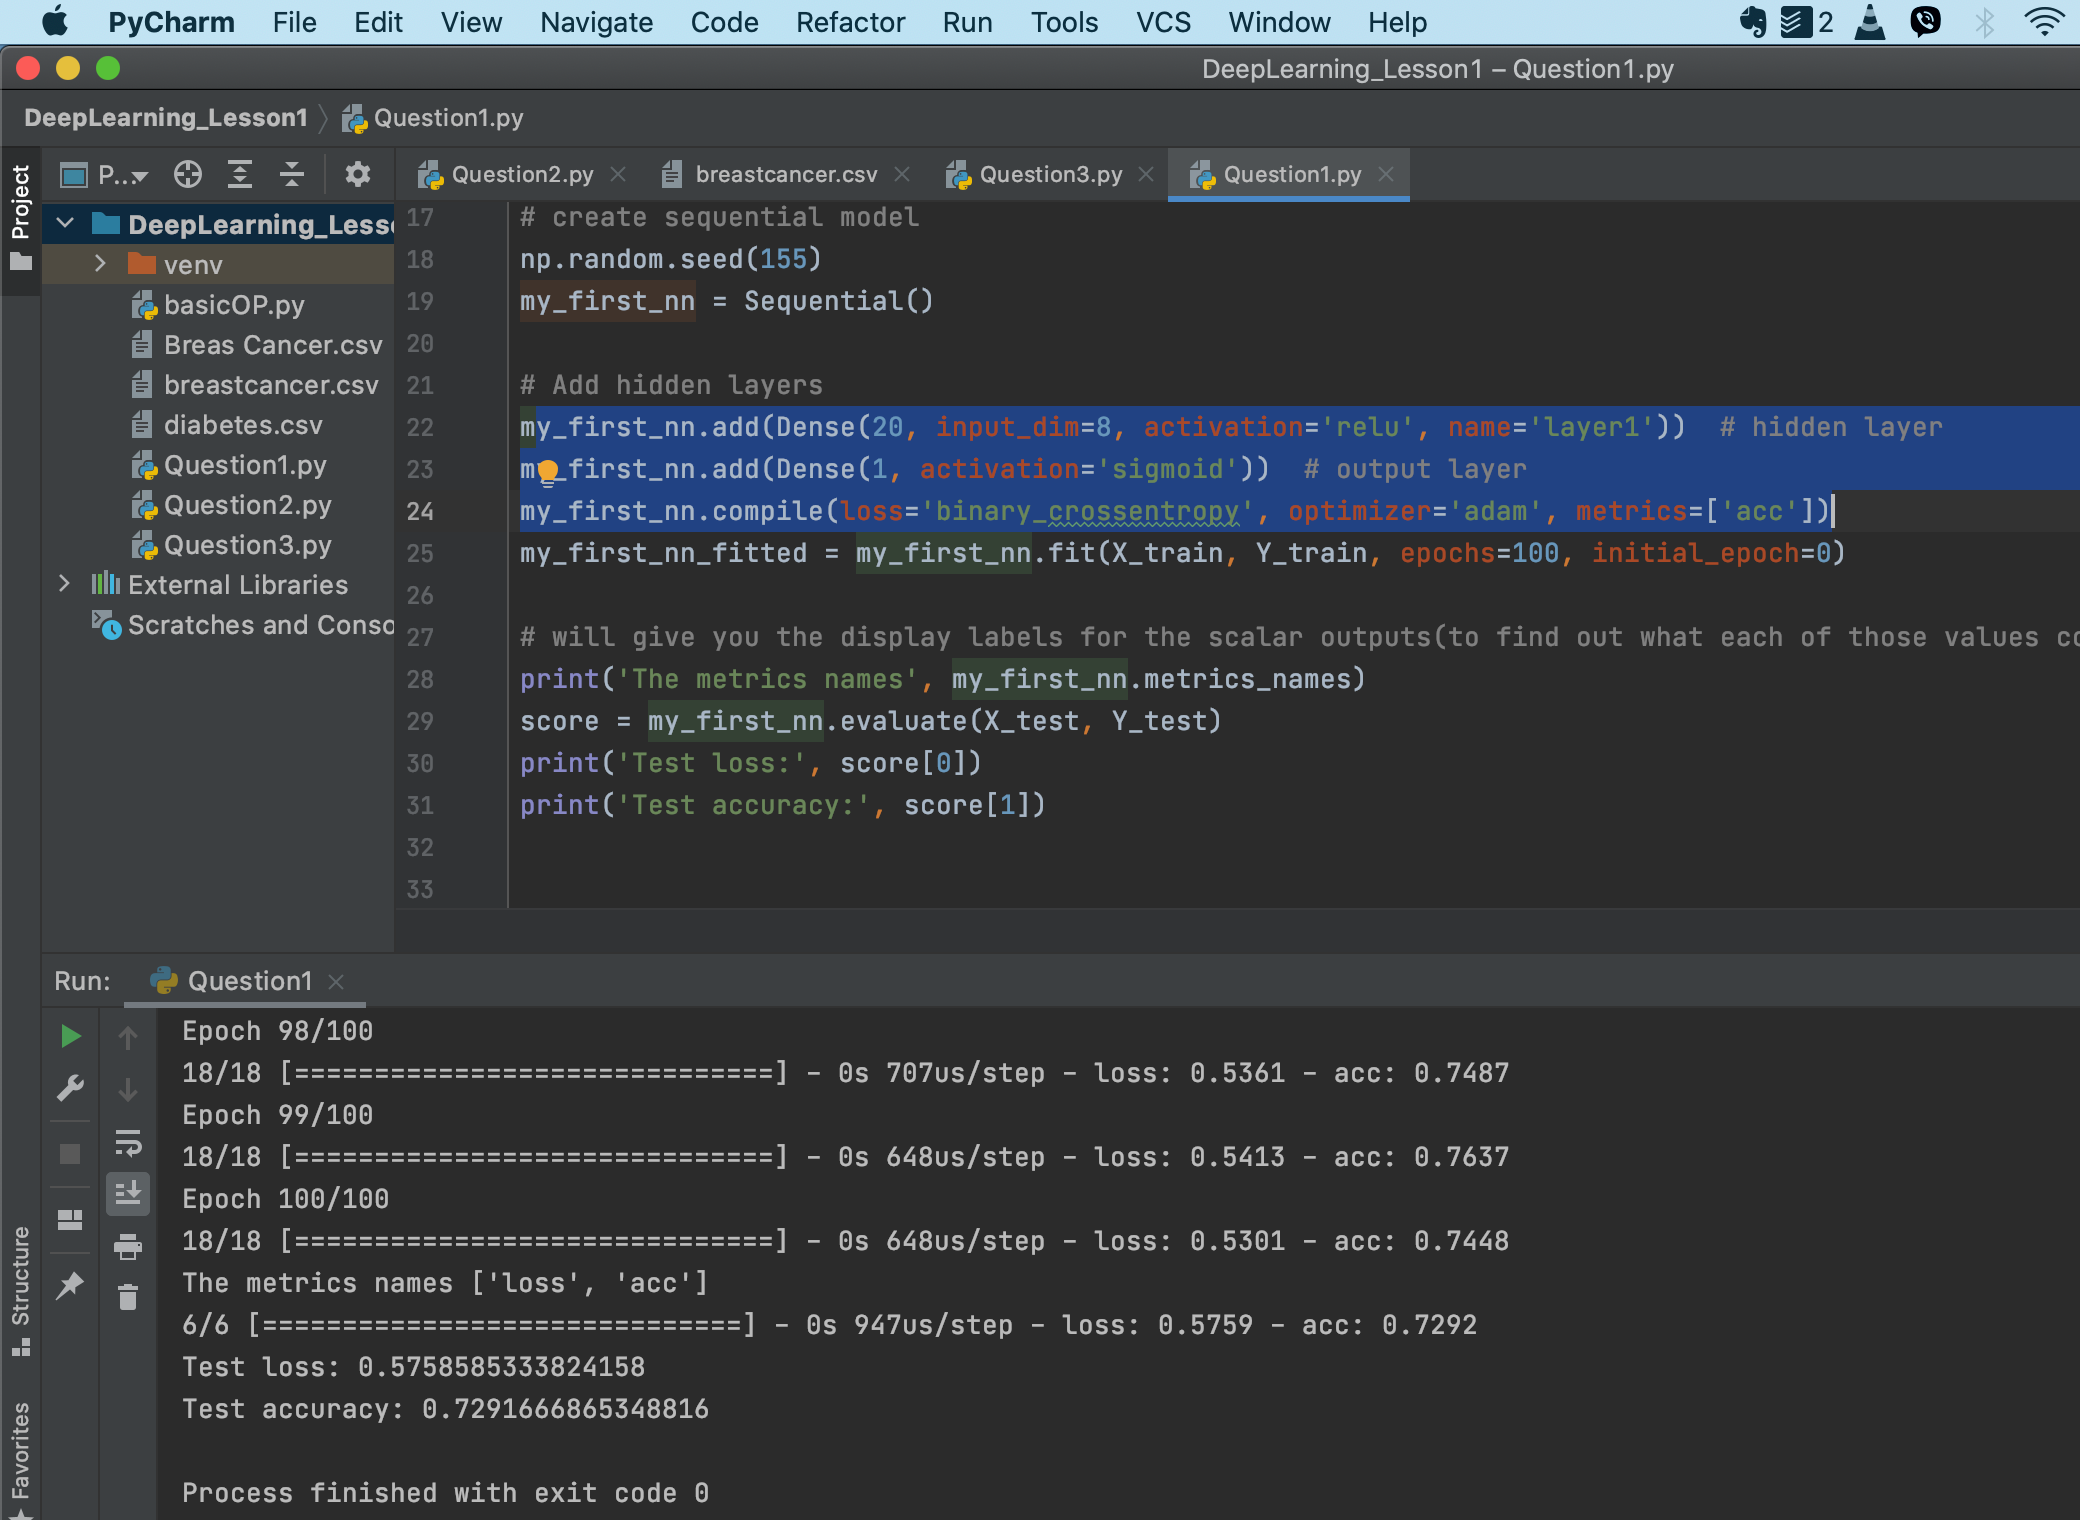 PyCharm File Edit View Navigate Code Refactor Run Tools VCS Window Help 2
DeepLearning_Lesson1 – Question1.py
DeepLearning_Lesson1 Question1.py
Project
P...
Question2.py breastcancer.csv Question3.py Question1.py
DeepLearning_Less
venv
basicOP.py
Breas Cancer.csv
breastcancer.csv
diabetes.csv
Question1.py
Question2.py
Question3.py
External Libraries
Scratches and Conso
17 # create sequential model
18 np.random.seed(155)
19 my_first_nn = Sequential()
20
21 # Add hidden layers
22 my_first_nn.add(Dense(20, input_dim=8, activation='relu', name='layer1')) # hidden layer
23 my_first_nn.add(Dense(1, activation='sigmoid')) # output layer
24 my_first_nn.compile(loss='binary_crossentropy', optimizer='adam', metrics=['acc'])
25 my_first_nn_fitted = my_first_nn.fit(X_train, Y_train, epochs=100, initial_epoch=0)
26
27 # will give you the display labels for the scalar outputs(to find out what each of those values co
28 print('The metrics names', my_first_nn.metrics_names)
29 score = my_first_nn.evaluate(X_test, Y_test)
30 print('Test loss:', score[0])
31 print('Test accuracy:', score[1])
32
33
Run: Question1
Epoch 98/100
18/18 [==============================] - 0s 707us/step - loss: 0.5361 - acc: 0.7487
Epoch 99/100
18/18 [==============================] - 0s 648us/step - loss: 0.5413 - acc: 0.7637
Epoch 100/100
18/18 [==============================] - 0s 648us/step - loss: 0.5301 - acc: 0.7448
The metrics names ['loss', 'acc']
6/6 [==============================] - 0s 947us/step - loss: 0.5759 - acc: 0.7292
Test loss: 0.5758585333824158
Test accuracy: 0.7291666865348816
Process finished with exit code 0
Structure
Favorites